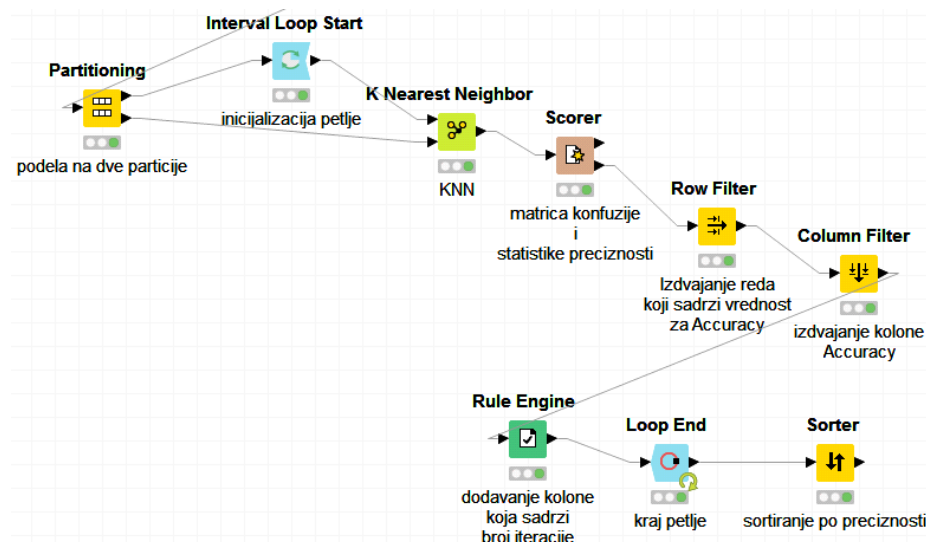 Interval Loop Start
Partitioning
inicijalizacija petlje
podela na dve particije
K Nearest Neighbor
KNN
Scorer
matrica konfuzije
i
statistike preciznosti
Row Filter
Izdvajanje reda
koji sadrzi vrednost
za Accuracy
Column Filter
izdvajanje kolone
Accuracy
Rule Engine
dodavanje kolone
koja sadrzi
broj iteracije
Loop End
kraj petlje
Sorter
sortiranje po preciznosti